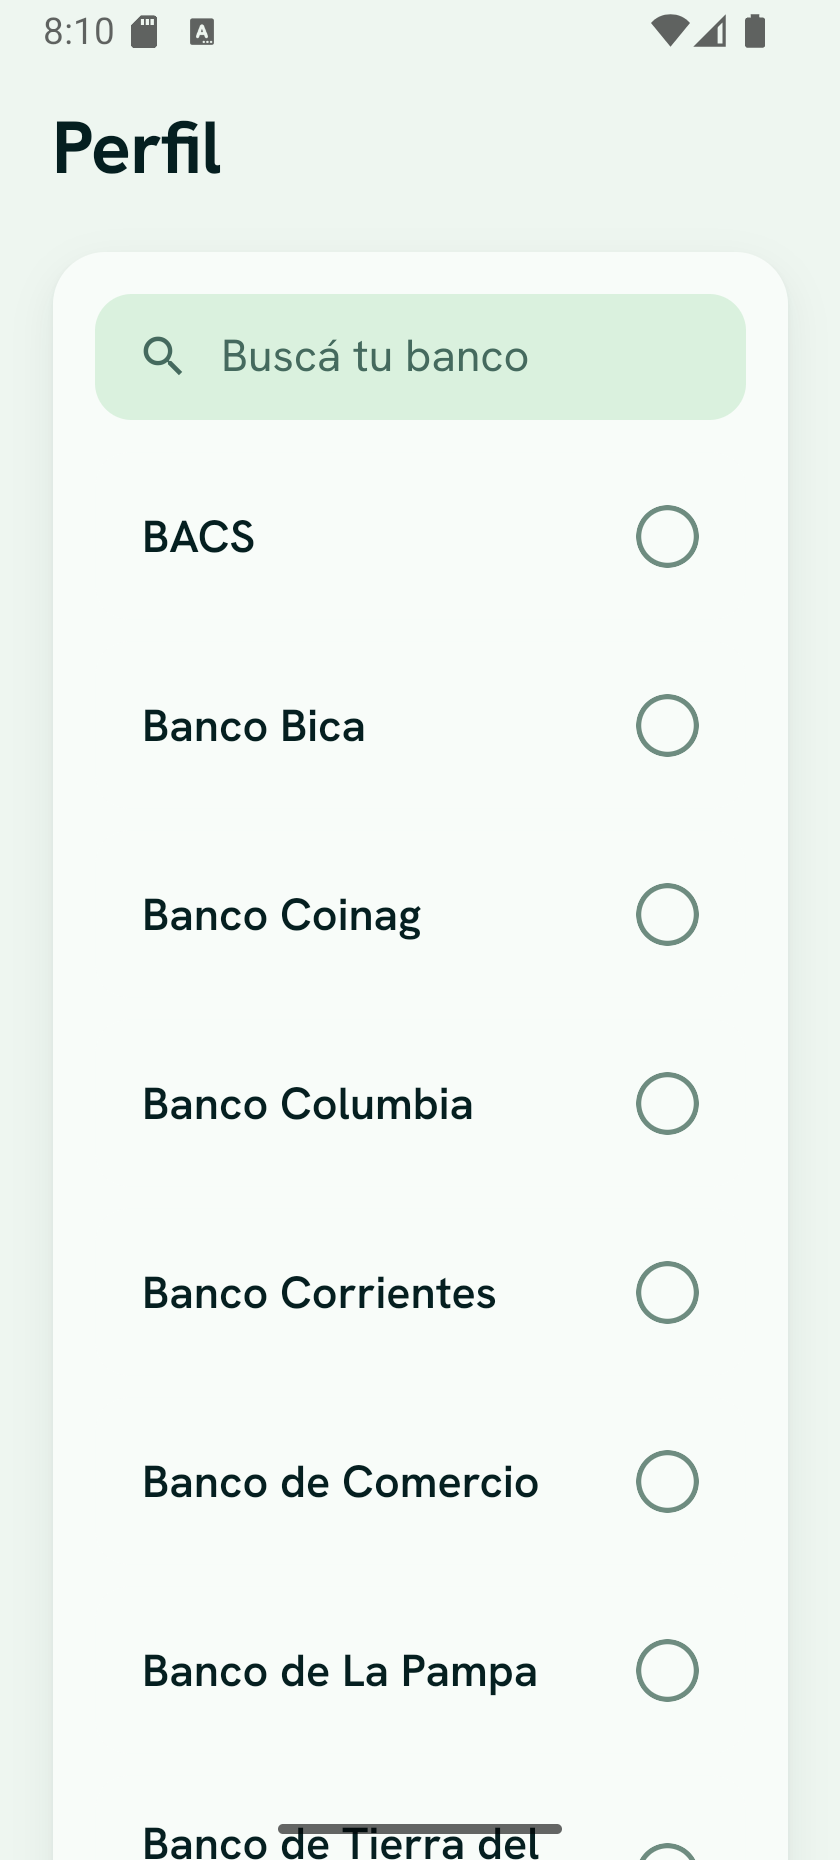 8:10
Perfil
Buscá tu banco
BACS
Banco Bica
Banco Coinag
Banco Columbia
Banco Corrientes
Banco de Comercio
Banco de La Pampa
Banco de Tierra del